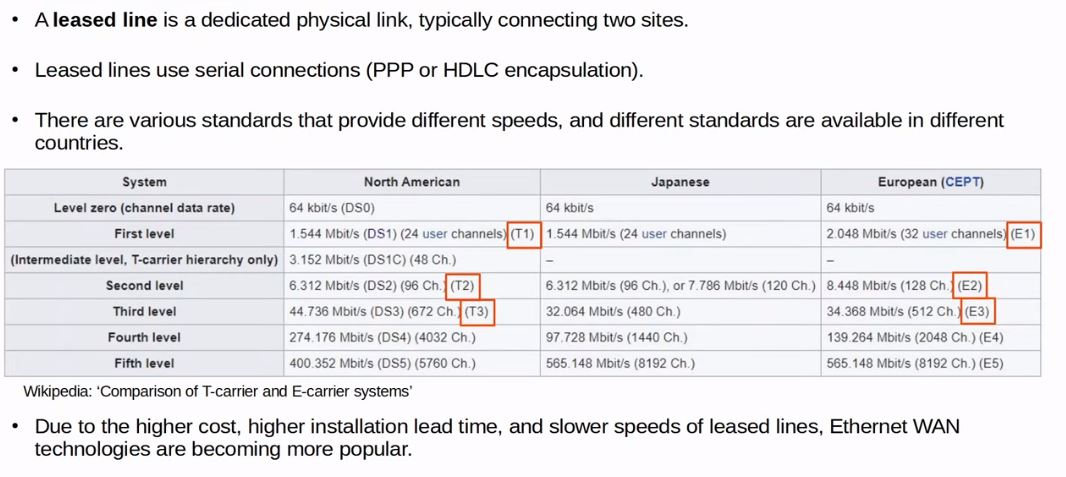 • A leased line is a dedicated physical link, typically connecting two sites.
• Leased lines use serial connections (PPP or HDLC encapsulation).
• There are various standards that provide different speeds, and different standards are available in different
countries.
System North American Japanese European (CEPT)
Level zero (channel data rate) 64 kbit/s (DS0) 64 kbit/s 64 kbit/s
First level 1.544 Mbit/s (DS1) (24 user channels) (T1) 1.544 Mbit/s (24 user channels) 2.048 Mbit/s (32 user channels) (E1)
(Intermediate level, T-carrier hierarchy only) 3.152 Mbit/s (DS1C) (48 Ch.) – –
Second level 6.312 Mbit/s (DS2) (96 Ch.) (T2) 6.312 Mbit/s (96 Ch.), or 7.786 Mbit/s (120 Ch.) 8.448 Mbit/s (128 Ch.) (E2)
Third level 44.736 Mbit/s (DS3) (672 Ch.) (T3) 32.064 Mbit/s (480 Ch.) 34.368 Mbit/s (512 Ch.) (E3)
Fourth level 274.176 Mbit/s (DS4) (4032 Ch.) 97.728 Mbit/s (1440 Ch.) 139.264 Mbit/s (2048 Ch.) (E4)
Fifth level 400.352 Mbit/s (DS5) (5760 Ch.) 565.148 Mbit/s (8192 Ch.) 565.148 Mbit/s (8192 Ch.) (E5)
Wikipedia: ‘Comparison of T-carrier and E-carrier systems’
• Due to the higher cost, higher installation lead time, and slower speeds of leased lines, Ethernet WAN
technologies are becoming more popular.